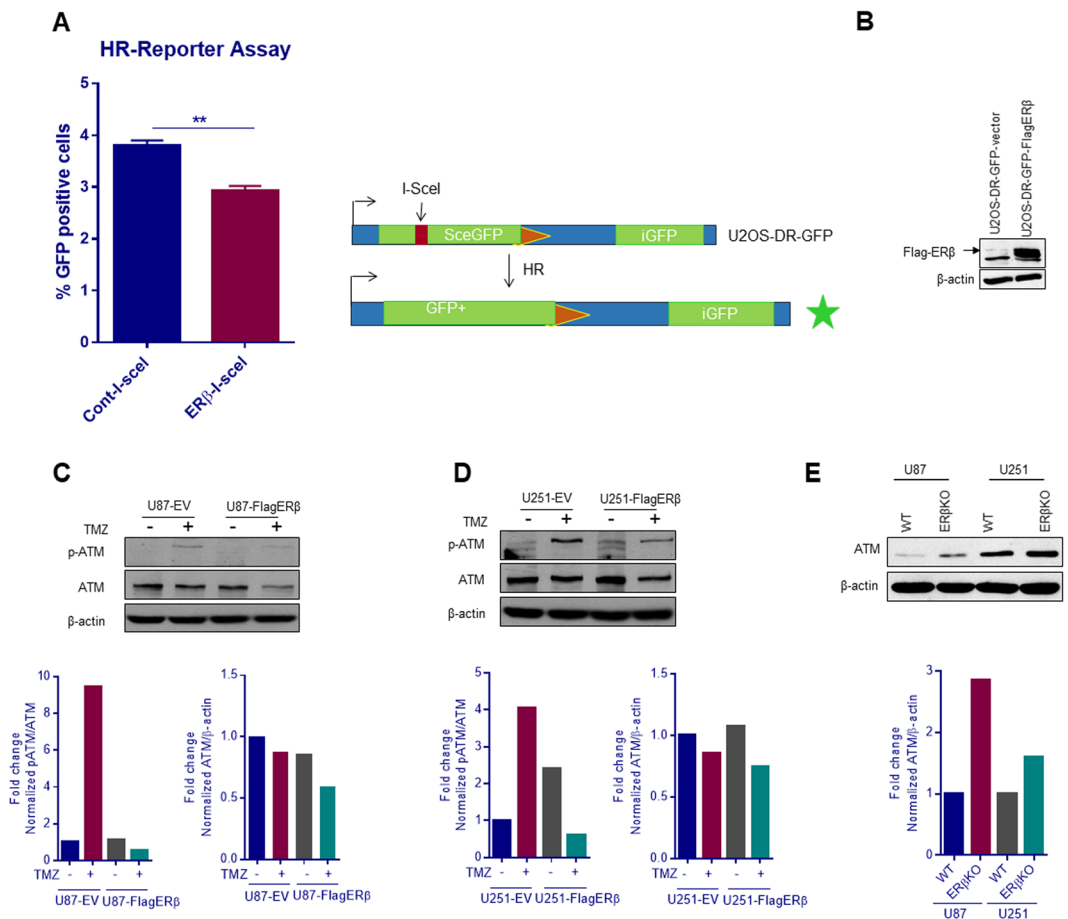 A
HR-Reporter Assay
% GFP positive cells
5
4
3
2
1
0
**
Cont-I-sceI
ERβ-I-sceI
I-SceI
SceGFP
iGFP
U2OS-DR-GFP
HR
GFP+
iGFP
B
U2OS-DR-GFP-vector
U2OS-DR-GFP-FlagERβ
Flag-ERβ
β-actin
C
U87-EV
U87-FlagERβ
TMZ - + - +
p-ATM
ATM
β-actin
Fold change
Normalized pATM/ATM
10
8
6
4
2
0
TMZ - + - +
U87-EV U87-FlagERβ
Fold change
Normalized ATM/β-actin
1.5
1.0
0.5
0.0
TMZ - + - +
U87-EV U87-FlagERβ
D
U251-EV
U251-FlagERβ
TMZ - + - +
p-ATM
ATM
β-actin
Fold change
Normalized pATM/ATM
5
4
3
2
1
0
TMZ - + - +
U251-EV U251-FlagERβ
Fold change
Normalized ATM/β-actin
1.5
1.0
0.5
0.0
TMZ - + - +
U251-EV U251-FlagERβ
E
U87
U251
WT
ERβKO
WT
ERβKO
ATM
β-actin
Fold change
Normalized ATM/β-actin
3
2
1
0
WT
ERβKO
WT
ERβKO
U87
U251